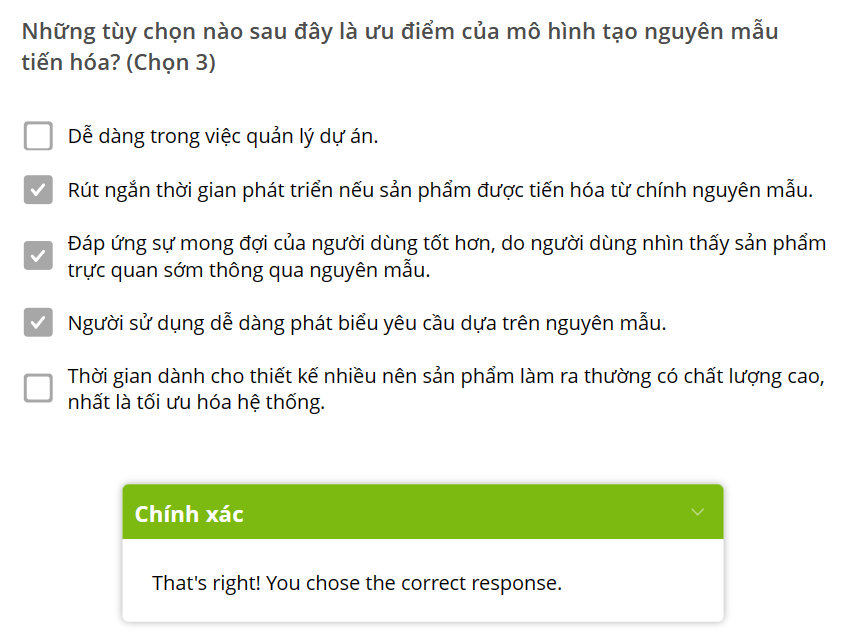 Những tùy chọn nào sau đây là ưu điểm của mô hình tạo nguyên mẫu
tiến hóa? (Chọn 3)
Dễ dàng trong việc quản lý dự án.
Rút ngắn thời gian phát triển nếu sản phẩm được tiến hóa từ chính nguyên mẫu.
Đáp ứng sự mong đợi của người dùng tốt hơn, do người dùng nhìn thấy sản phẩm
trực quan sớm thông qua nguyên mẫu.
Người sử dụng dễ dàng phát biểu yêu cầu dựa trên nguyên mẫu.
Thời gian dành cho thiết kế nhiều nên sản phẩm làm ra thường có chất lượng cao,
nhất là tối ưu hóa hệ thống.
Chính xác
That's right! You chose the correct response.